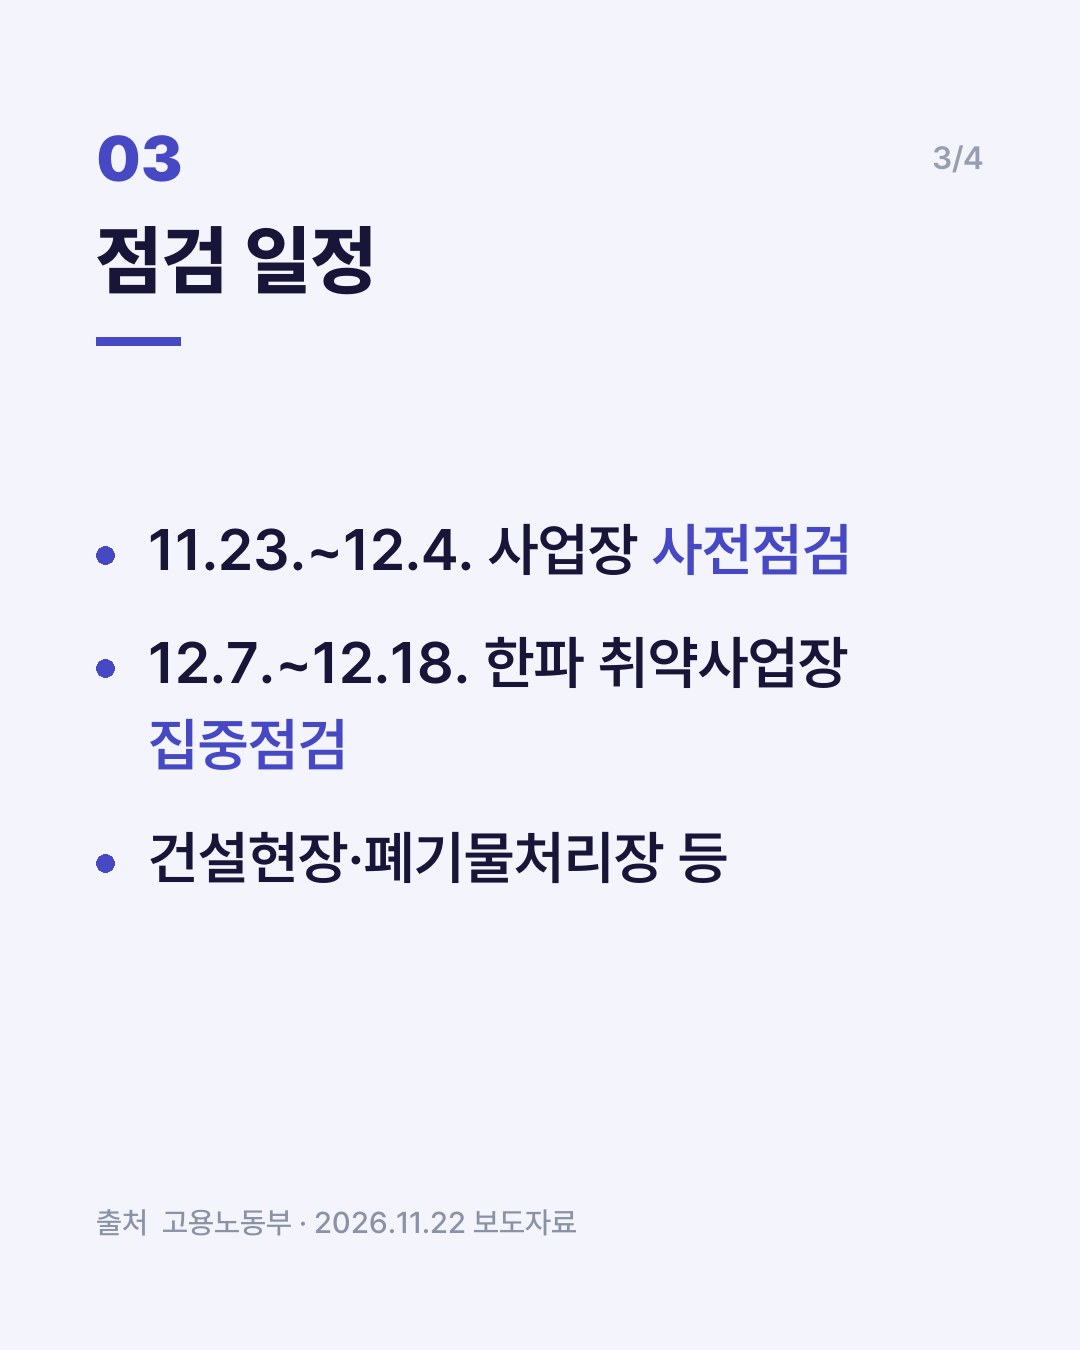 03
3/4
점검 일정
11.23.~12.4. 사업장 사전점검
12.7.~12.18. 한파 취약사업장
집중점검
건설현장·폐기물처리장 등
출처 고용노동부 · 2026.11.22 보도자료